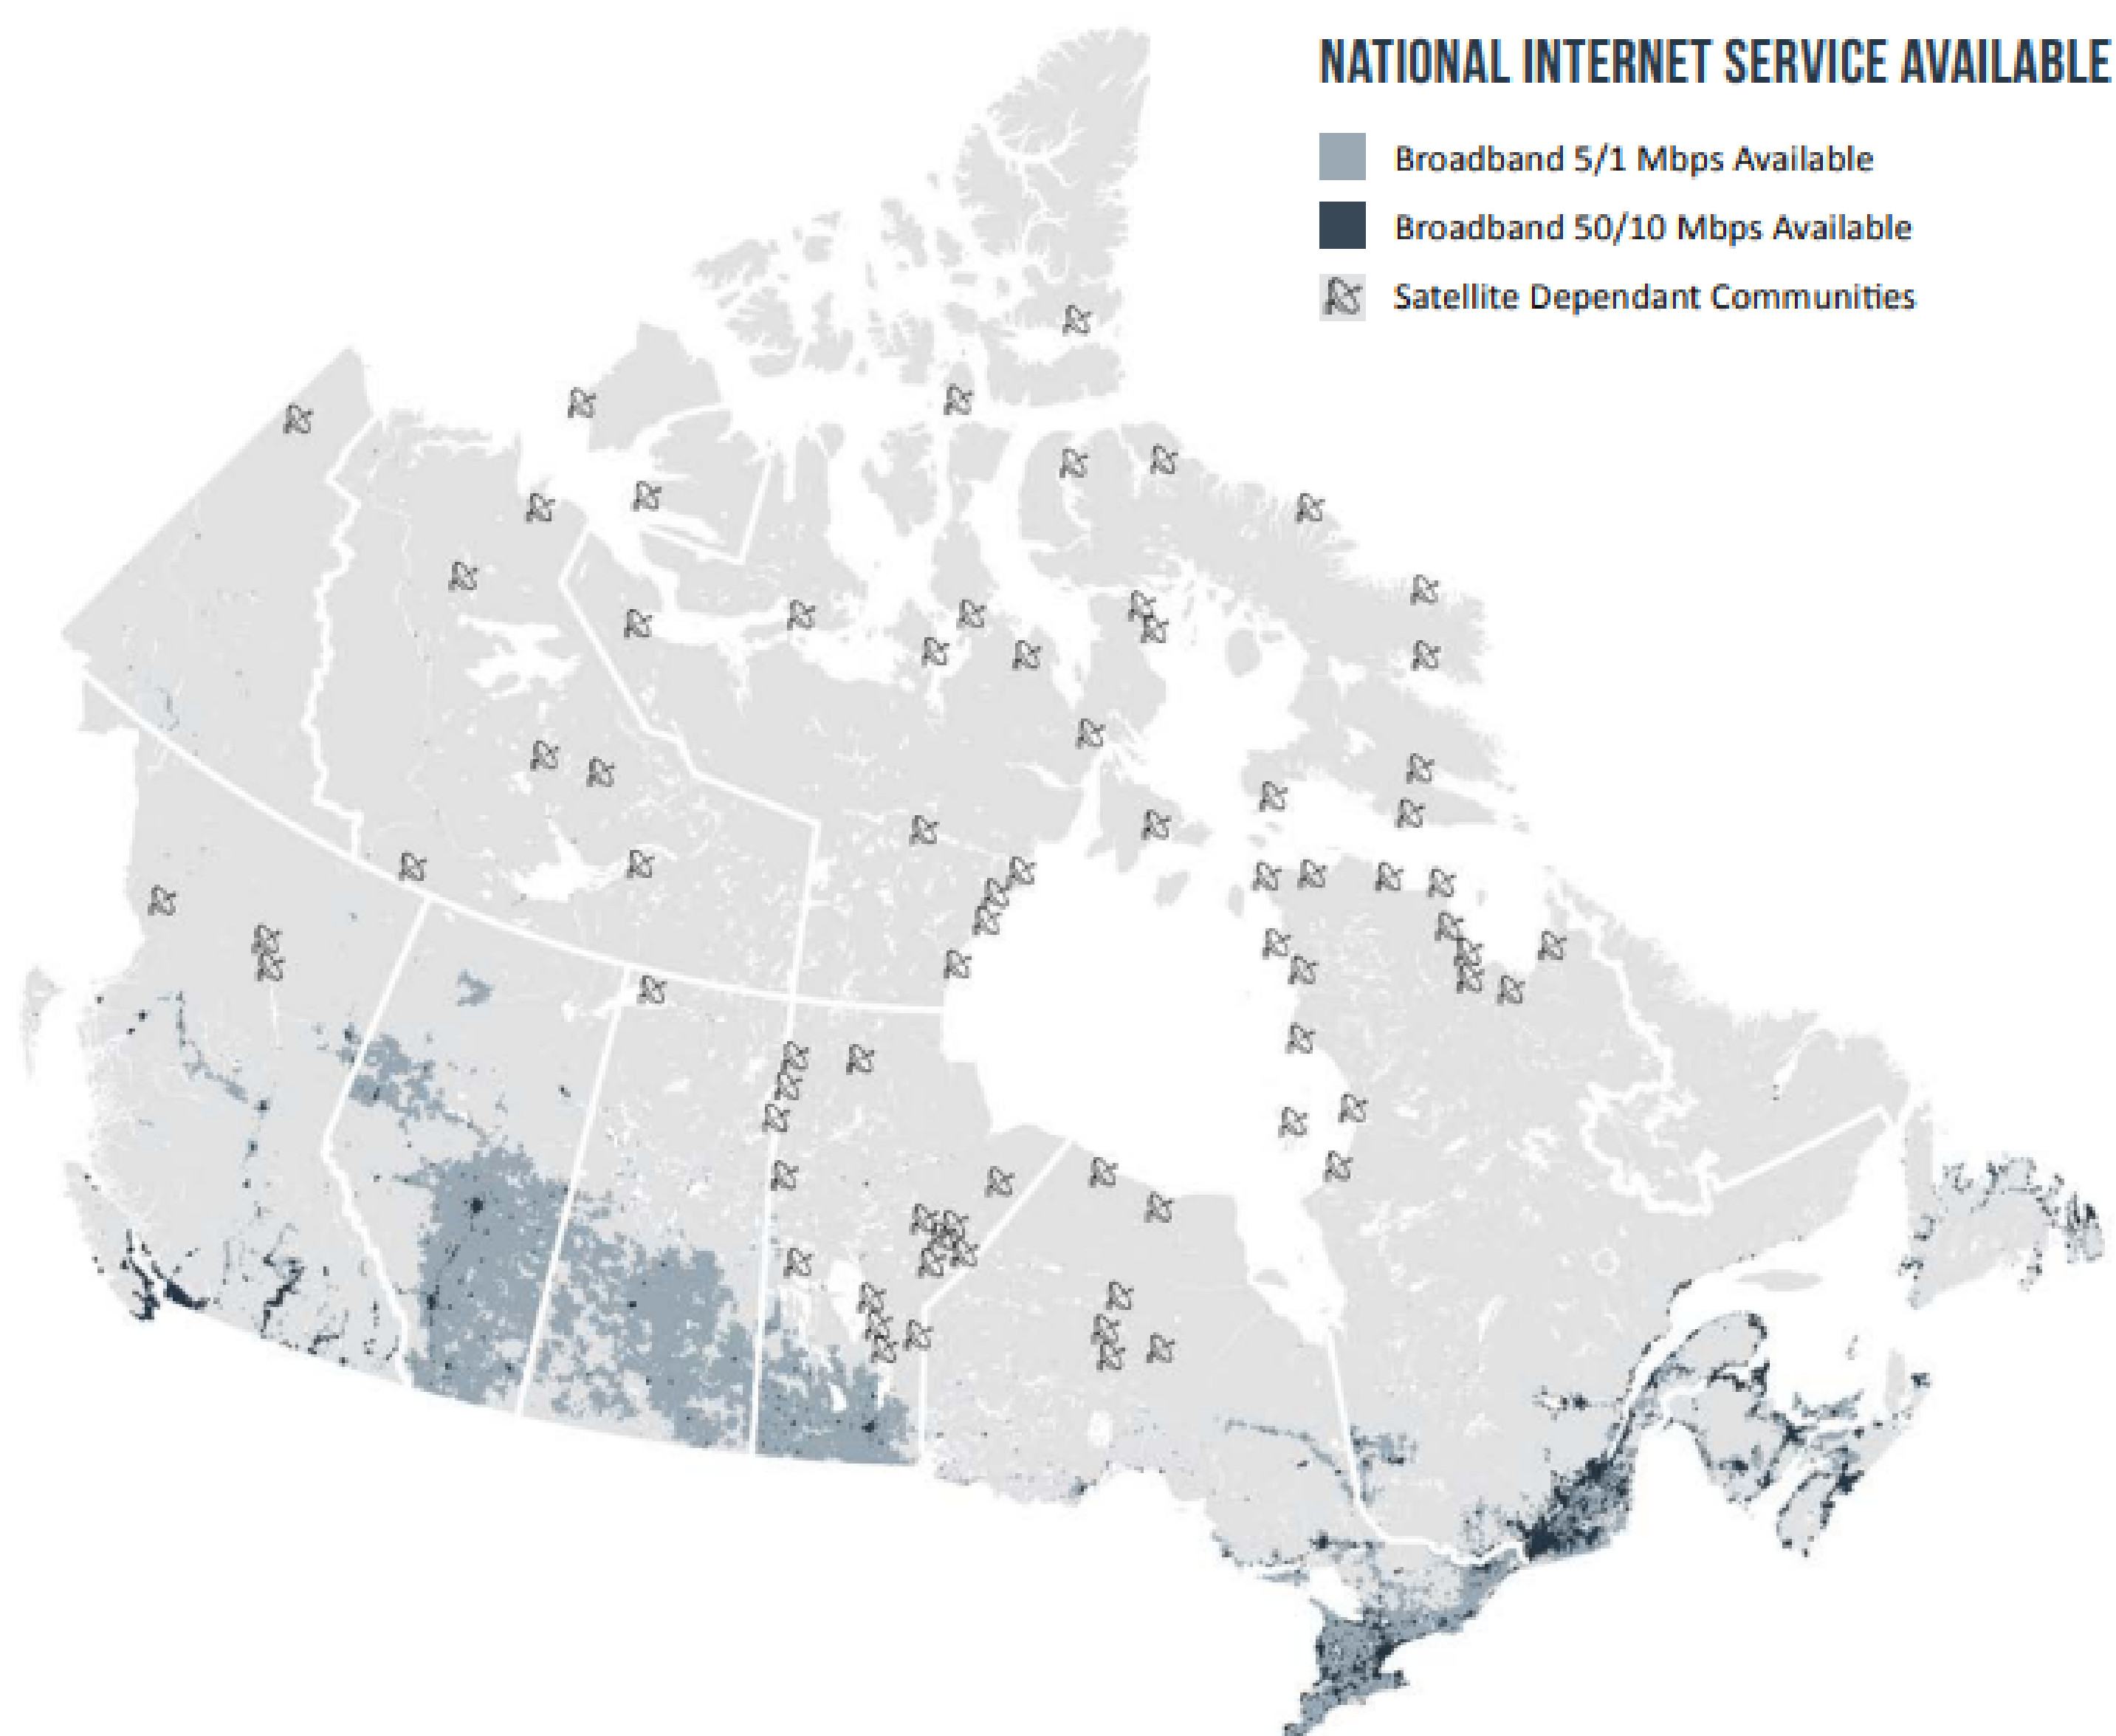 NATIONAL INTERNET SERVICE AVAILABLE
Broadband 5/1 Mbps Available
Broadband 50/10 Mbps Available
Satellite Dependant Communities